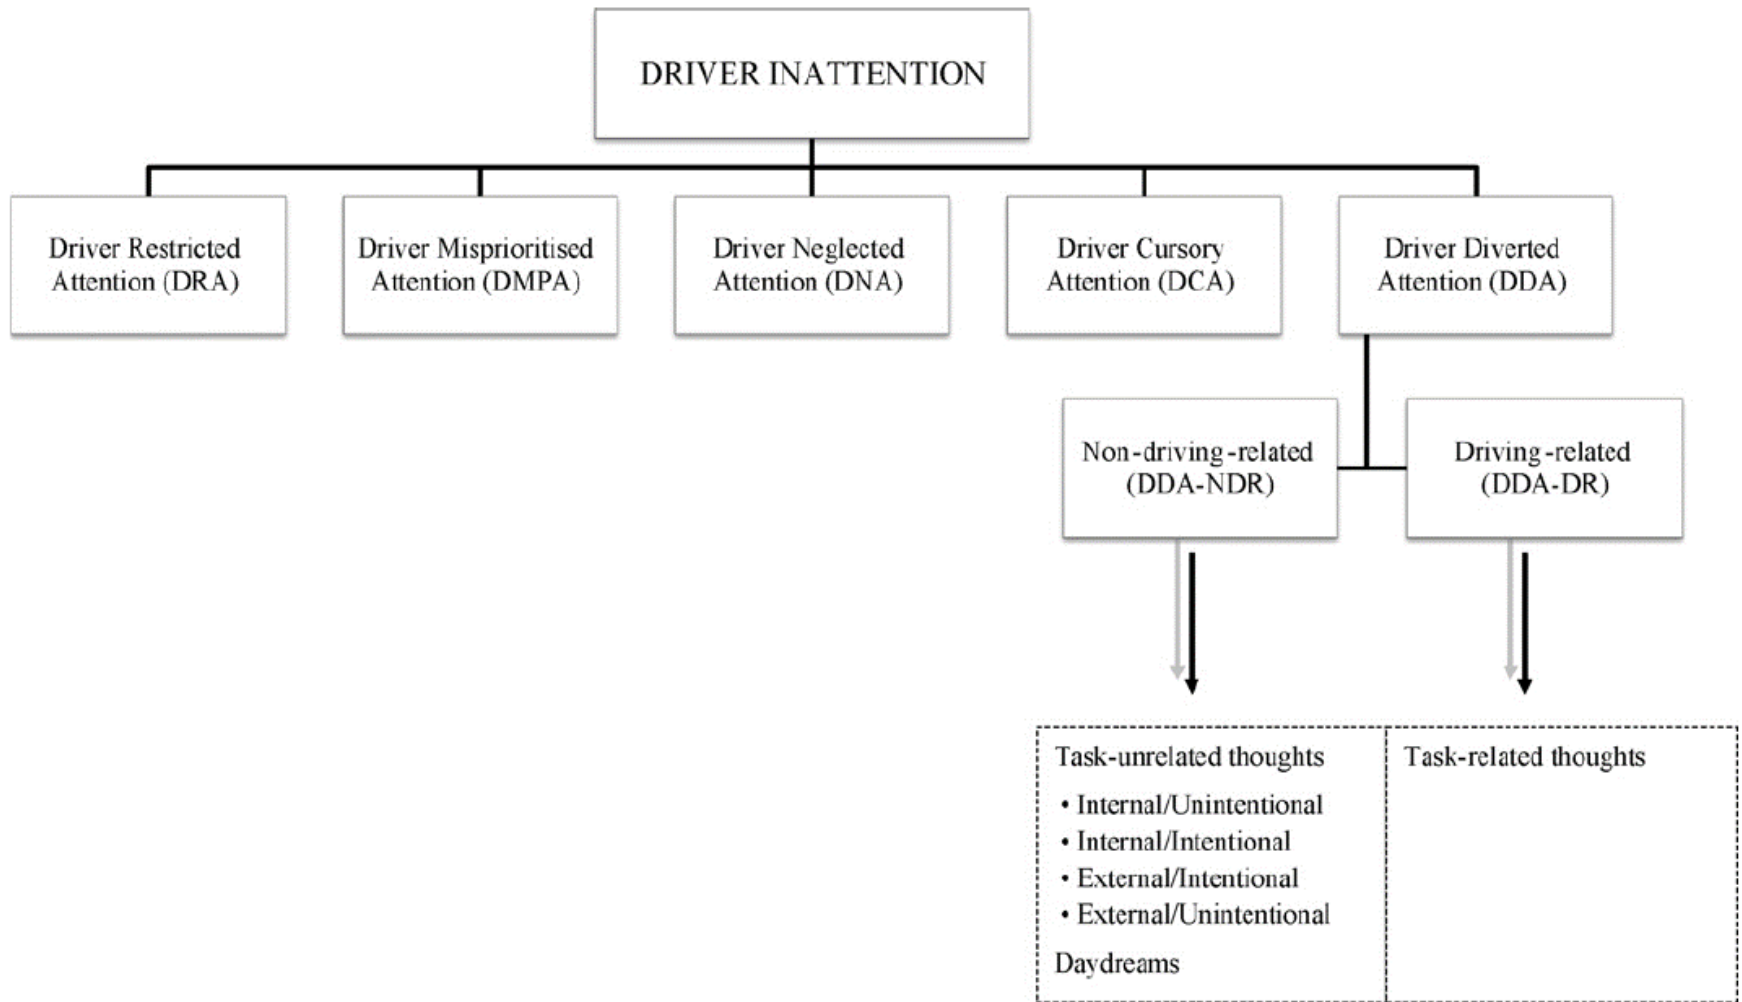 DRIVER INATTENTION
Driver Restricted
Attention (DRA)
Driver Misprioritised
Attention (DMPA)
Driver Neglected
Attention (DNA)
Driver Cursory
Attention (DCA)
Driver Diverted
Attention (DDA)
Non-driving-related
(DDA-NDR)
Driving-related
(DDA-DR)
Task-unrelated thoughts
• Internal/Unintentional
• Internal/Intentional
• External/Intentional
• External/Unintentional
Daydreams
Task-related thoughts